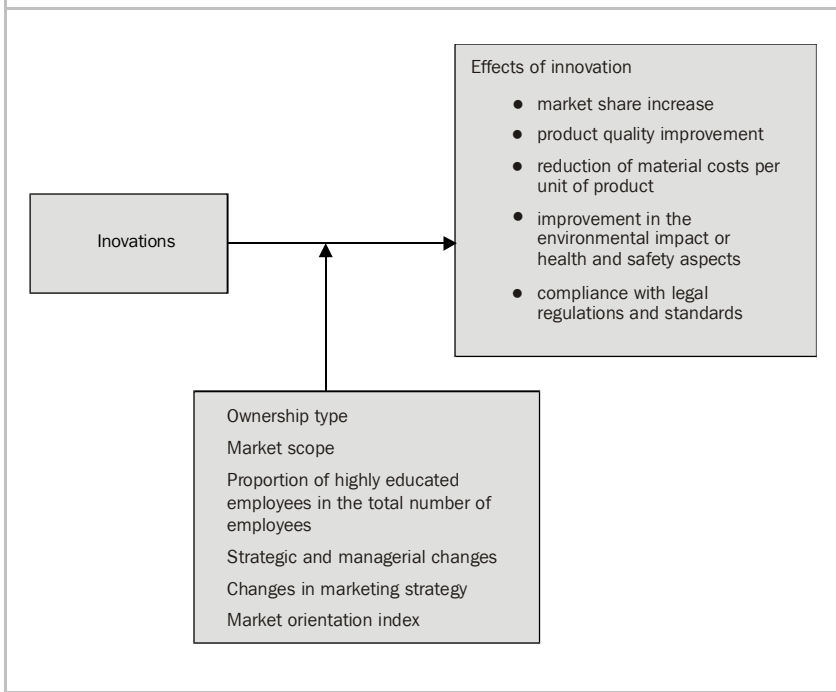 Effects of innovation
● market share increase
● product quality improvement
● reduction of material costs per
unit of product
● improvement in the
environmental impact or
health and safety aspects
● compliance with legal
regulations and standards
Inovations
Ownership type
Market scope
Proportion of highly educated
employees in the total number of
employees
Strategic and managerial changes
Changes in marketing strategy
Market orientation index